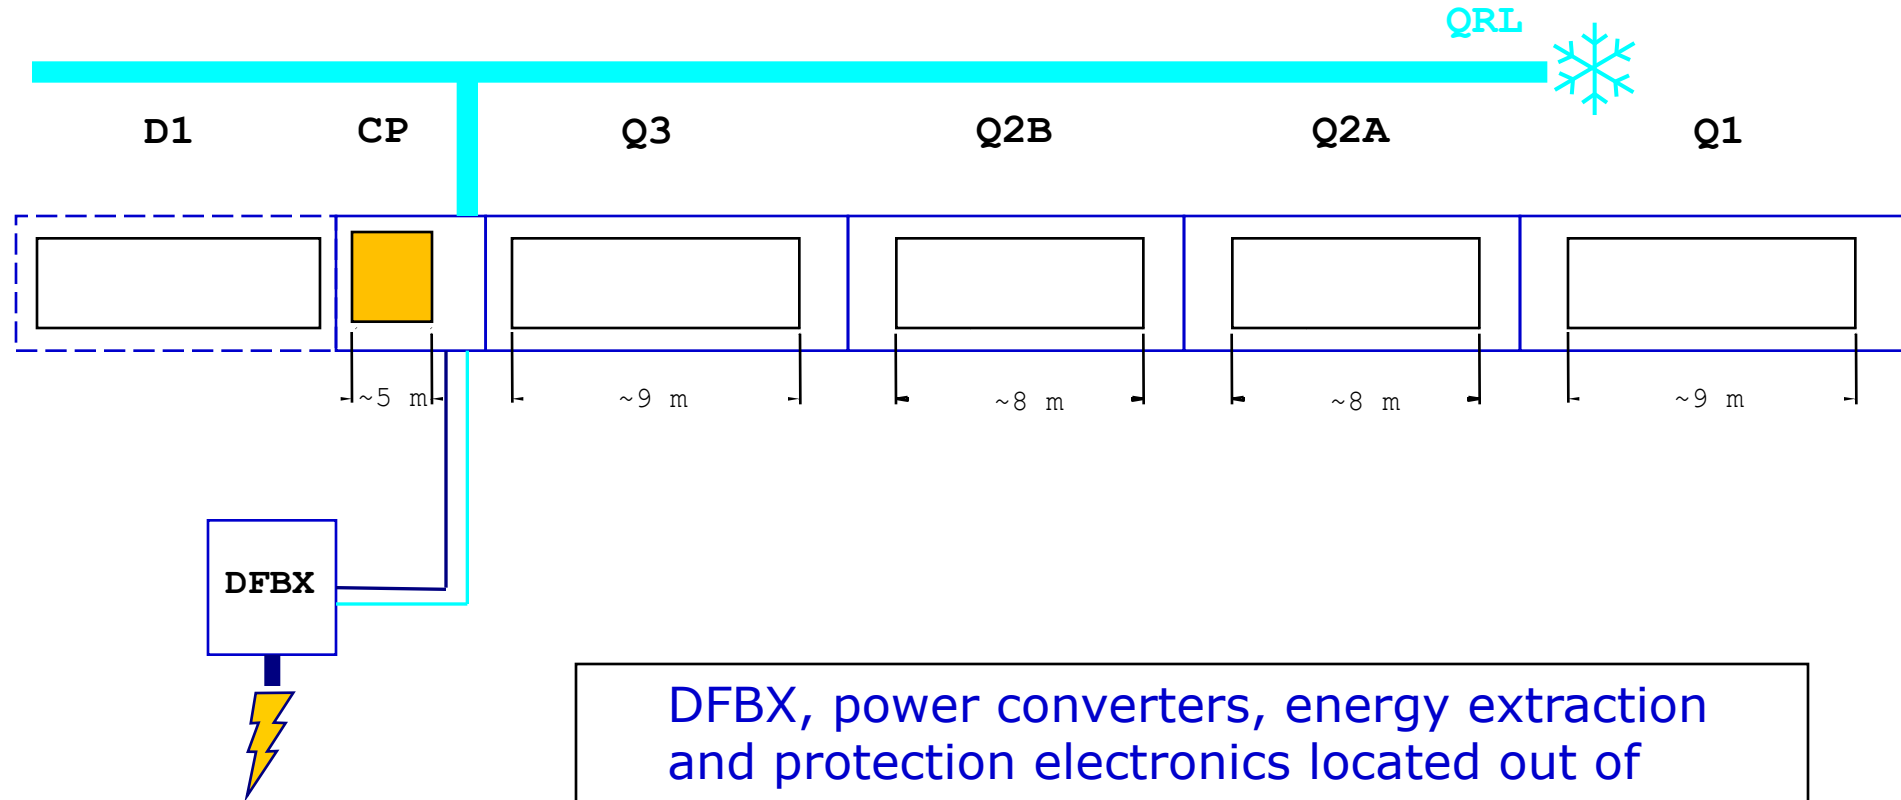 QRL
D1 CP Q3 Q2B Q2A Q1
~5 m ~9 m ~8 m ~8 m ~9 m
DFBX
DFBX, power converters, energy extraction
and protection electronics located out of